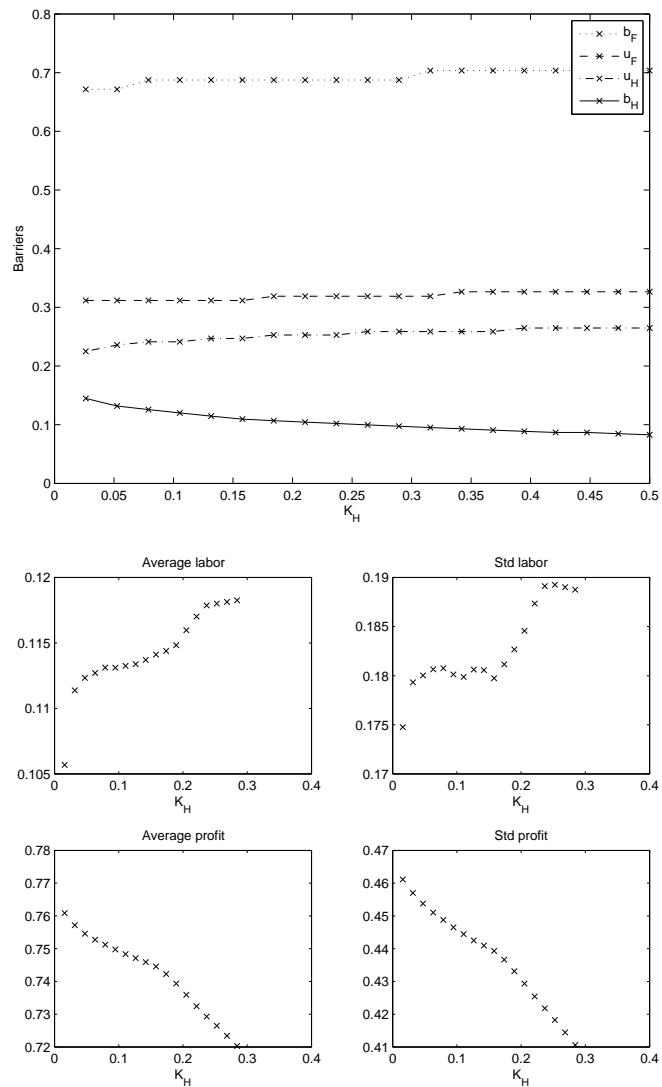 0.8
0.7
0.6
0.5
0.4
0.3
0.2
0.1
0
Barriers
b_F
u_F
u_H
b_H
0 0.05 0.1 0.15 0.2 0.25 0.3 0.35 0.4 0.45 0.5
K_H
Average labor
0.12
0.115
0.11
0.105
0 0.1 0.2 0.3 0.4
K_H
Std labor
0.19
0.185
0.18
0.175
0.17
0 0.1 0.2 0.3 0.4
K_H
Average profit
0.78
0.77
0.76
0.75
0.74
0.73
0.72
0 0.1 0.2 0.3 0.4
K_H
Std profit
0.47
0.46
0.45
0.44
0.43
0.42
0.41
0 0.1 0.2 0.3 0.4
K_H